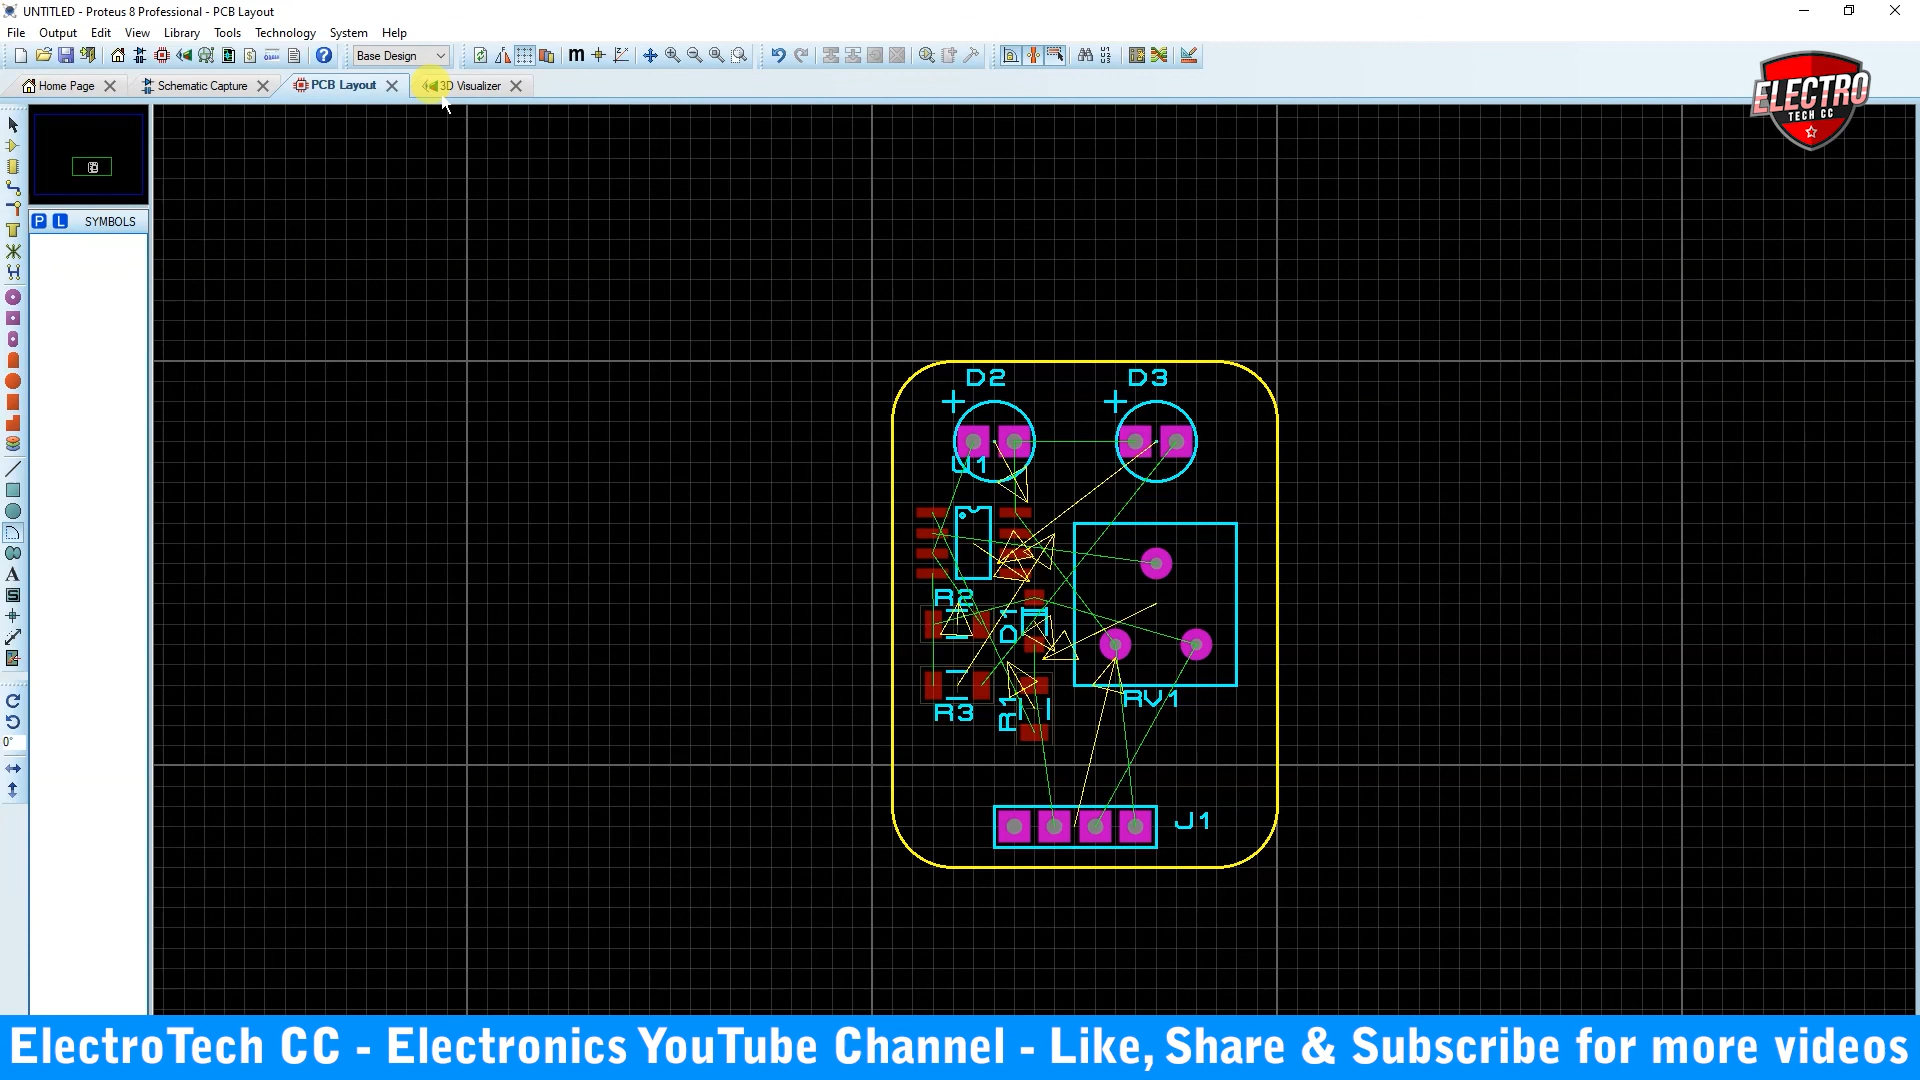 UNTITLED - Proteus 8 Professional - PCB Layout
File Output Edit View Library Tools Technology System Help
Base Design
m
Home Page
Schematic Capture
PCB Layout
3D Visualizer
ELECTRO
TECH CC
P L SYMBOLS
D2 D3
U1
R2
D1
R3
R1
RV1
J1
A
S
0°
ElectroTech CC - Electronics YouTube Channel - Like, Share & Subscribe for more videos